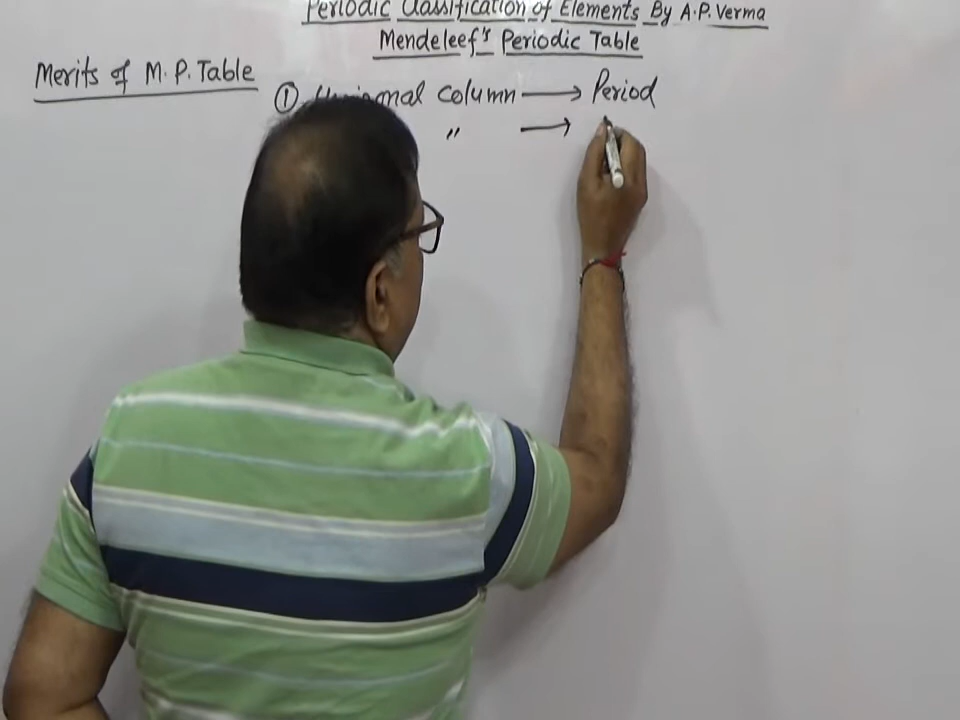 Periodic Classification of Elements By A.P. Verma
Mendeleef's Periodic Table
Merits of M.P. Table
① column → Period
" →